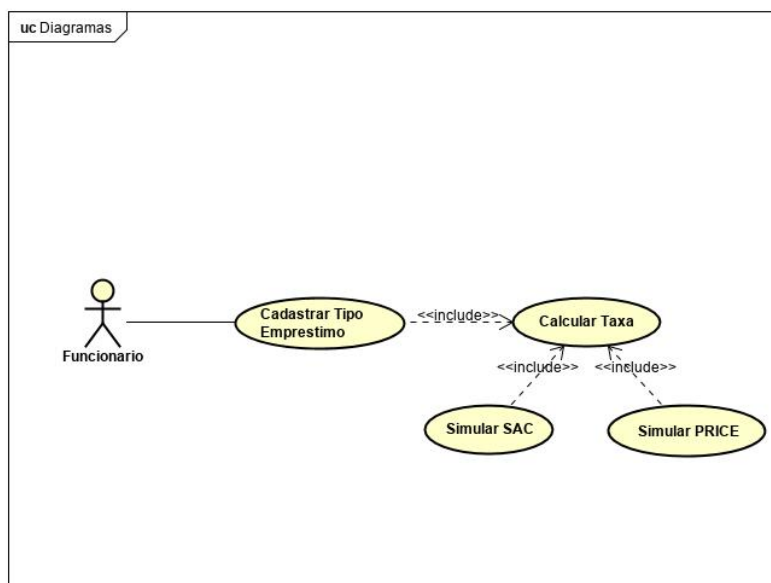 uc Diagramas
Cadastrar Tipo
Emprestimo
<<include>>
Calcular Taxa
Funcionario
<<include>>
<<include>>
Simular SAC
Simular PRICE